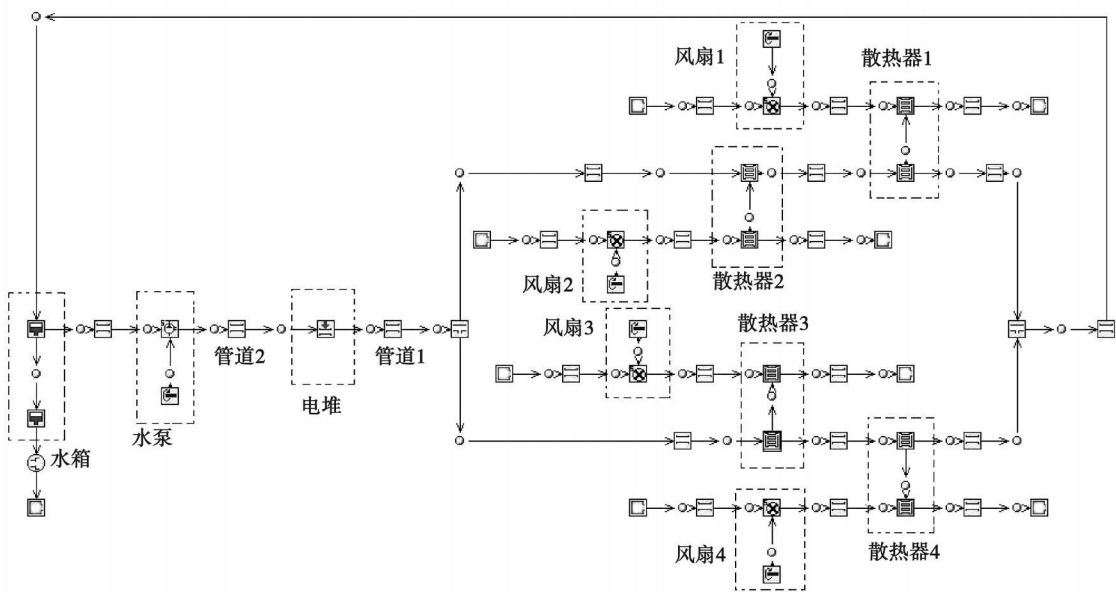 风扇1
散热器1
风扇2
散热器2
风扇3
散热器3
管道2
管道1
电堆
水泵
水箱
风扇4
散热器4